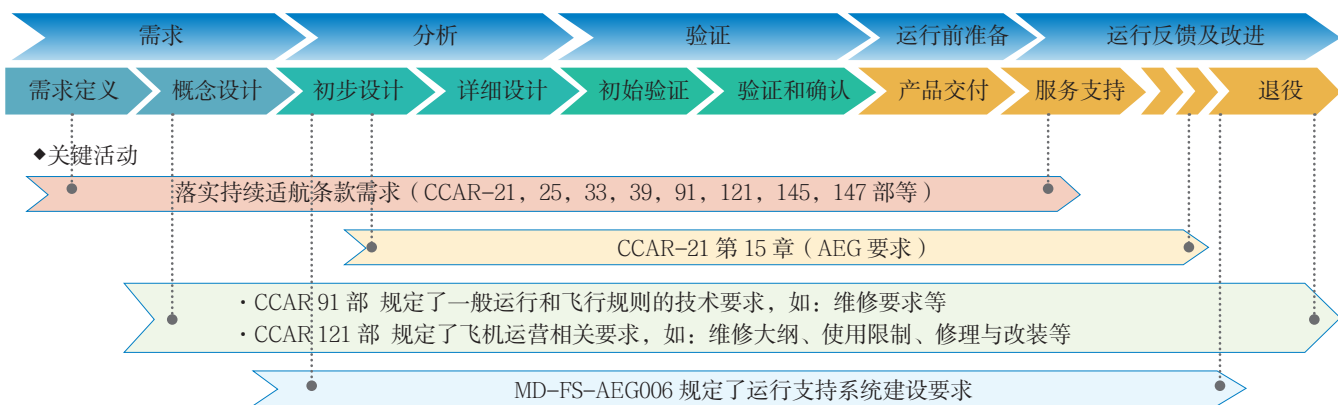 需求 分析 验证 运行前准备 运行反馈及改进
需求定义 概念设计 初步设计 详细设计 初始验证 验证和确认 产品交付 服务支持 退役
◆关键活动
落实持续适航条款需求（CCAR-21，25，33，39，91，121，145，147 部等）
CCAR-21 第 15 章（AEG 要求）
·CCAR 91 部 规定了一般运行和飞行规则的技术要求，如：维修要求等
·CCAR 121 部 规定了飞机运营相关要求，如：维修大纲、使用限制、修理与改装等
MD-FS-AEG006 规定了运行支持系统建设要求